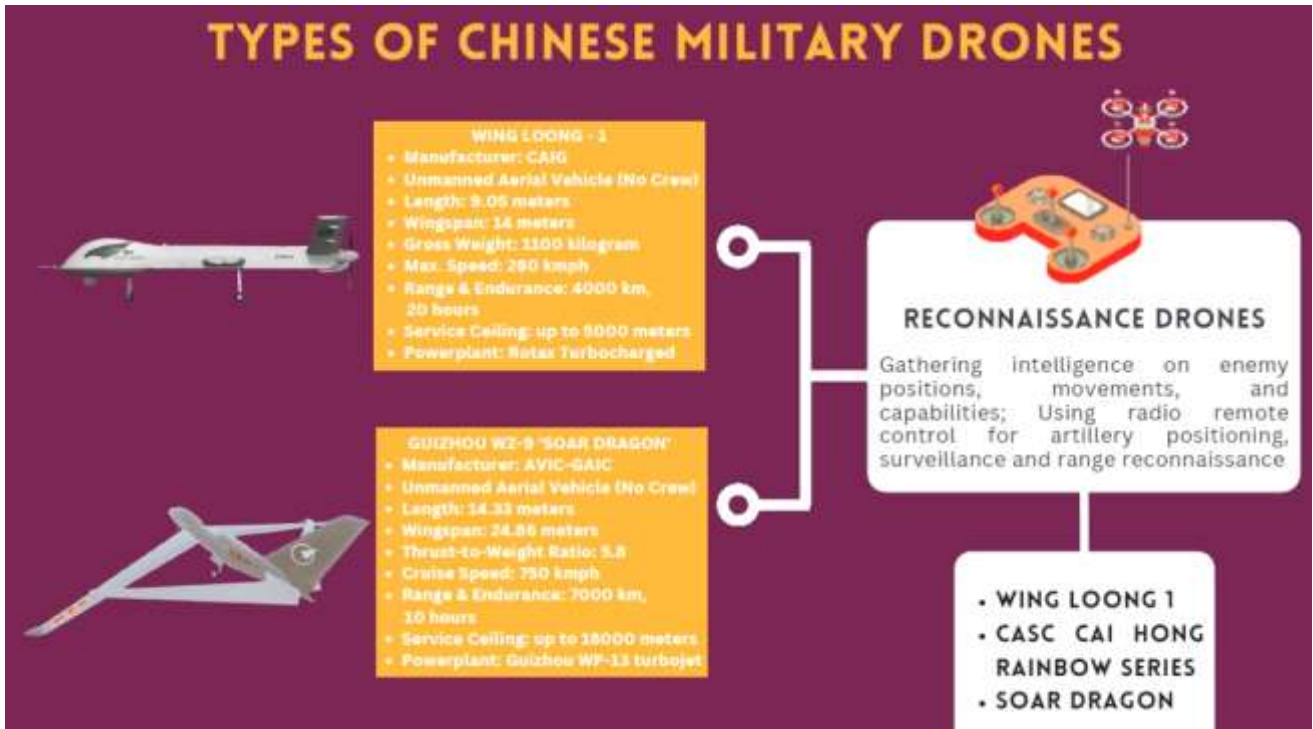 TYPES OF CHINESE MILITARY DRONES
WING LOONG - 1
• Manufacturer: CAIG
• Unmanned Aerial Vehicle (No Crew)
• Length: 9.05 meters
• Wingspan: 14 meters
• Gross Weight: 1100 kilogram
• Max. Speed: 280 kmph
• Range & Endurance: 4000 km,
20 hours
• Service Ceiling: up to 5000 meters
• Powerplant: Rotax Turbocharged
GUIZHOU WZ-9 'SOAR DRAGON'
• Manufacturer: AVIC-GAIC
• Unmanned Aerial Vehicle (No Crew)
• Length: 14.33 meters
• Wingspan: 24.86 meters
• Thrust-to-Weight Ratio: 5.8
• Cruise Speed: 750 kmph
• Range & Endurance: 7000 km,
10 hours
• Service Ceiling: up to 18000 meters
• Powerplant: Guizhou WP-13 turbojet
RECONNAISSANCE DRONES
Gathering intelligence on enemy
positions, movements, and
capabilities; Using radio remote
control for artillery positioning,
surveillance and range reconnaissance
• WING LOONG 1
• CASC CAI HONG
RAINBOW SERIES
• SOAR DRAGON